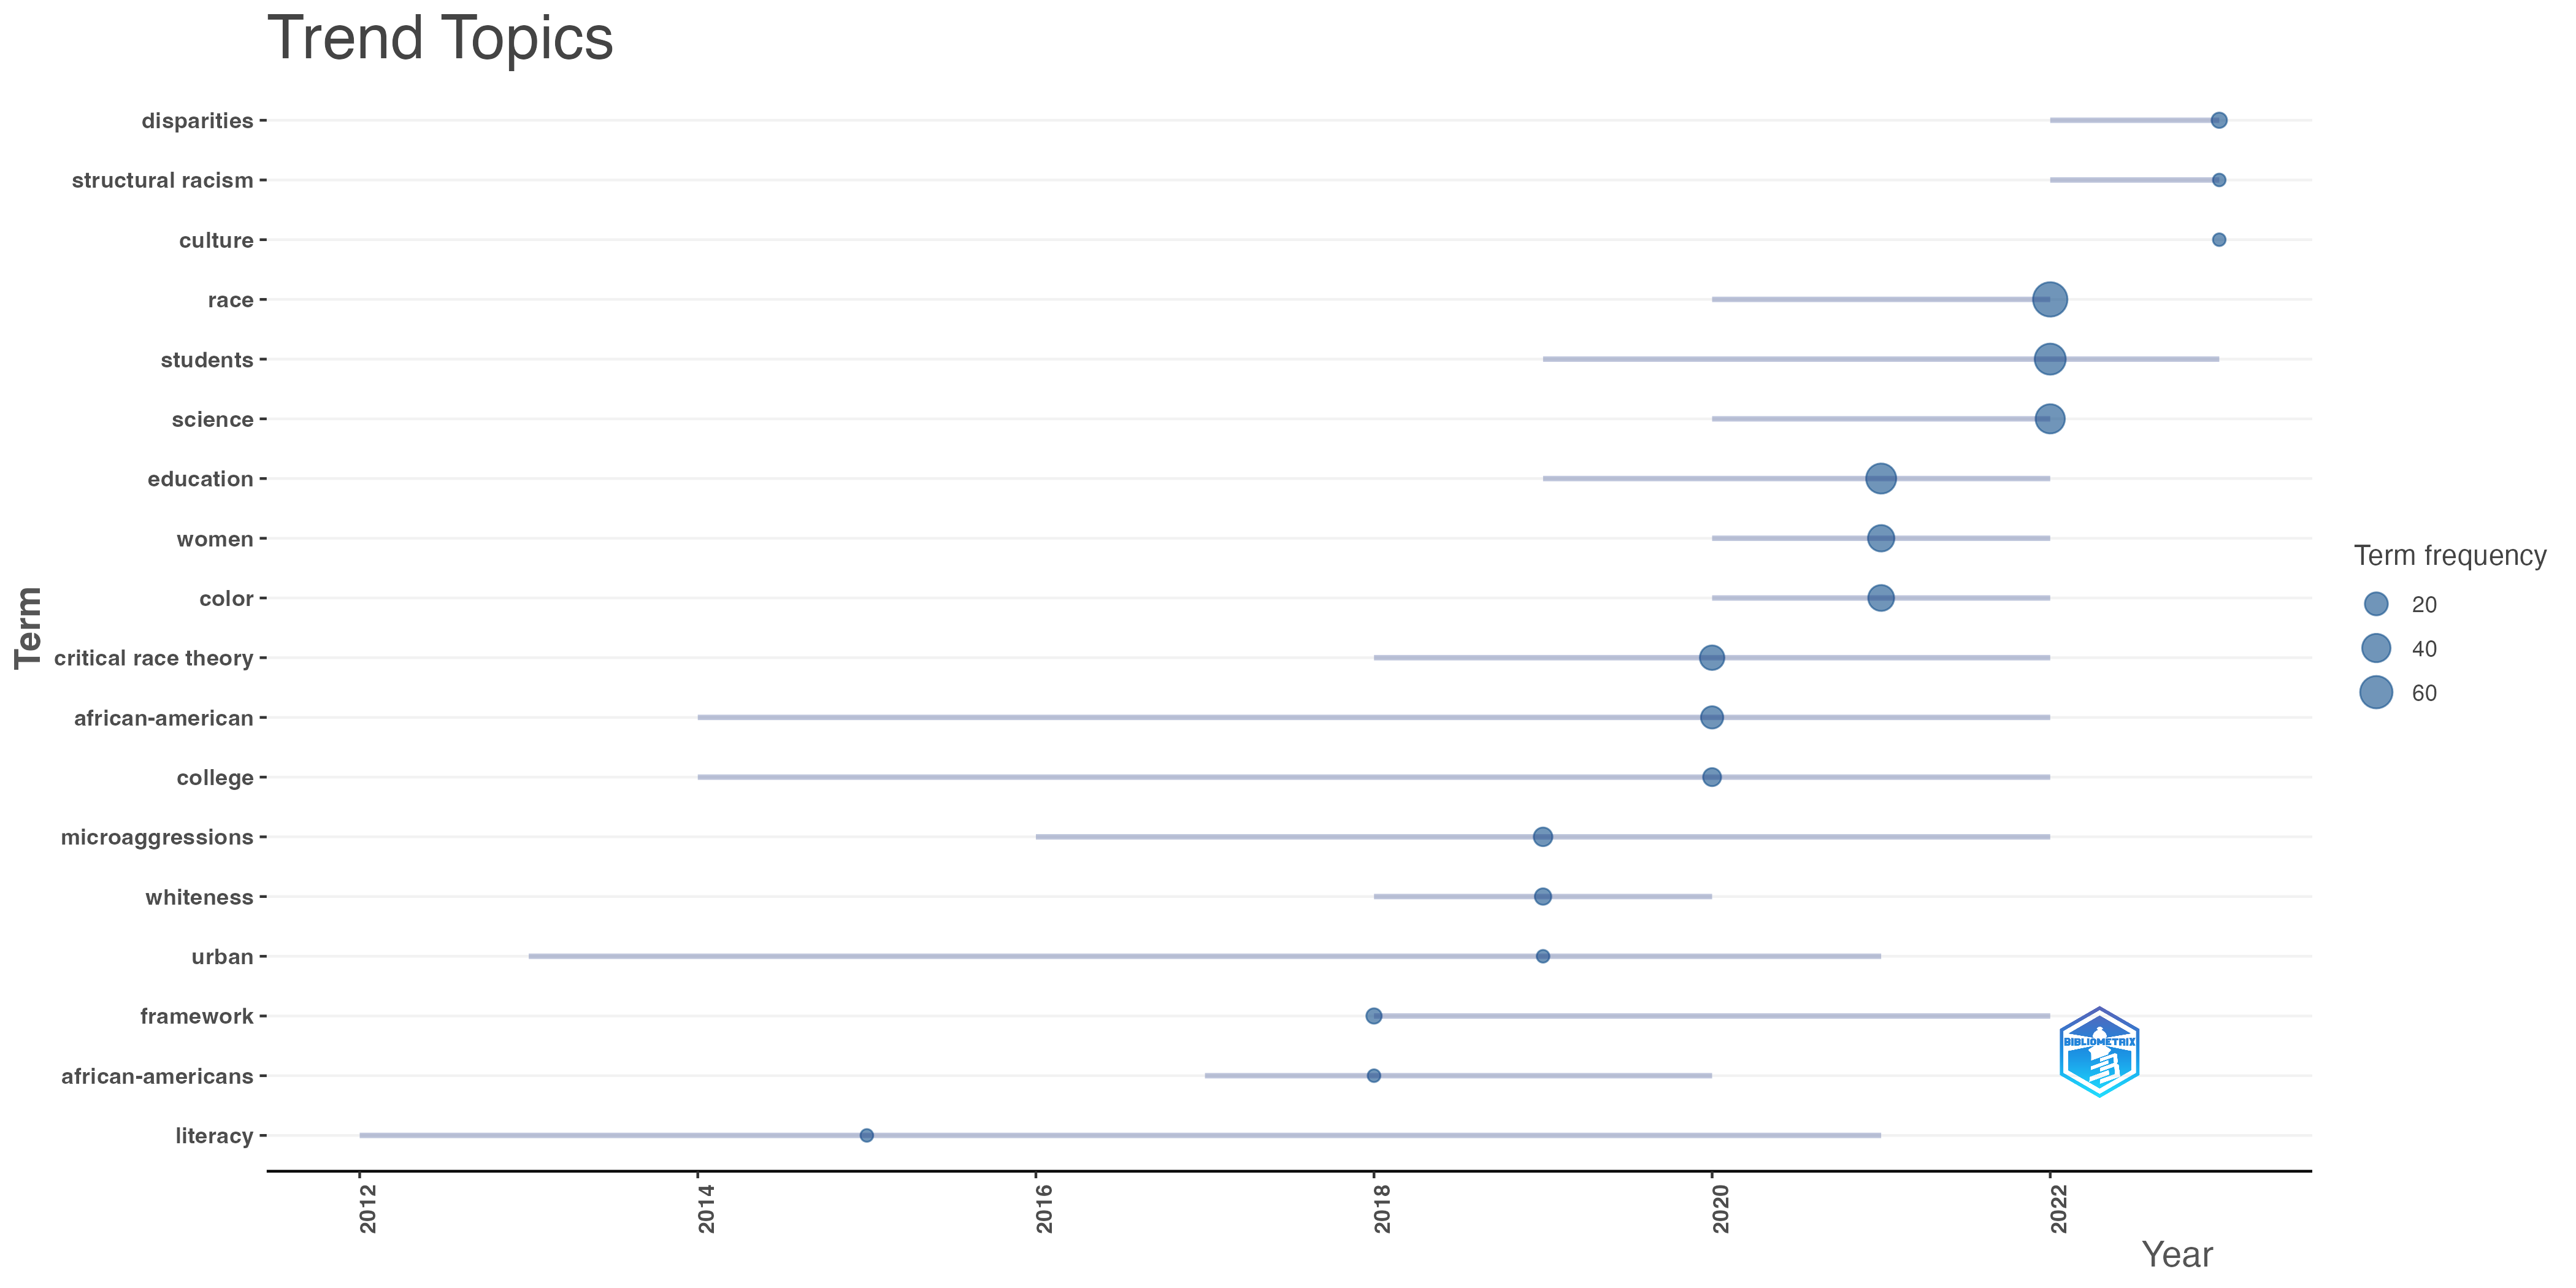 Trend Topics
disparities
structural racism
culture
race
students
science
education
women
color
critical race theory
african-american
college
microaggressions
whiteness
urban
framework
african-americans
literacy
Term
2012
2014
2016
2018
2020
2022
Year
Term frequency
20
40
60
BIBLIOMETRIX